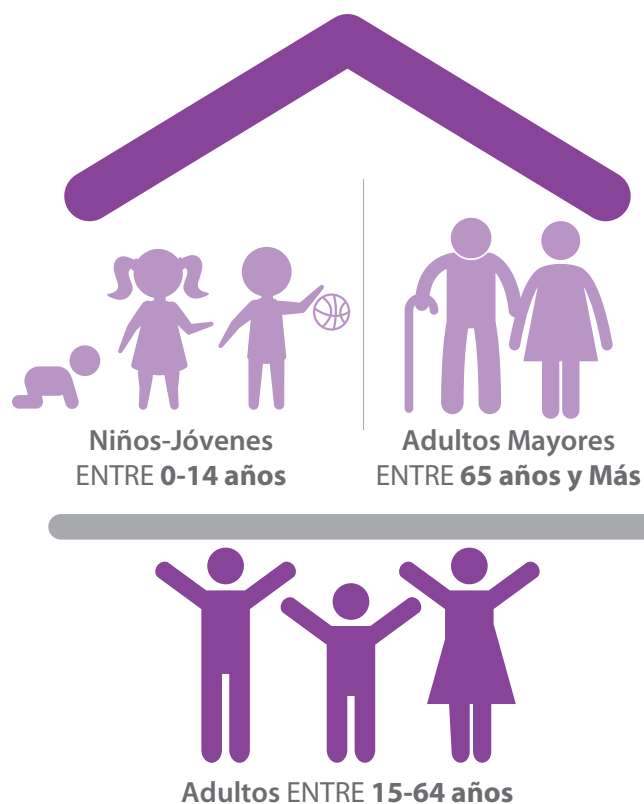 Niños-Jóvenes
ENTRE 0-14 años
Adultos Mayores
ENTRE 65 años y Más
Adultos ENTRE 15-64 años